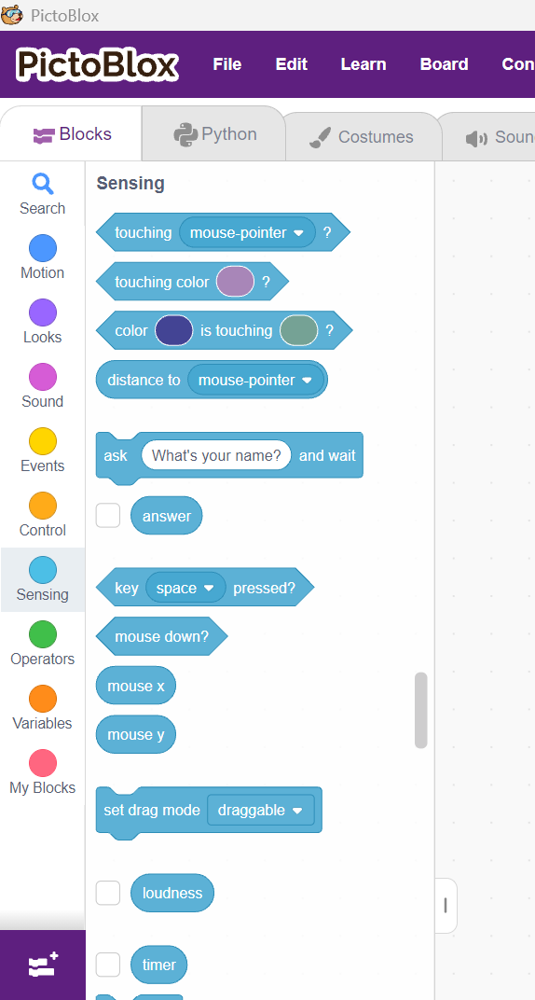 PictoBlox
PictoBlox File Edit Learn Board Con
Blocks Python Costumes Soun
Search
Motion
Looks
Sound
Events
Control
Sensing
Operators
Variables
My Blocks
Sensing
touching mouse-pointer ?
touching color ?
color is touching ?
distance to mouse-pointer
ask What's your name? and wait
answer
key space pressed?
mouse down?
mouse x
mouse y
set drag mode draggable
loudness
timer